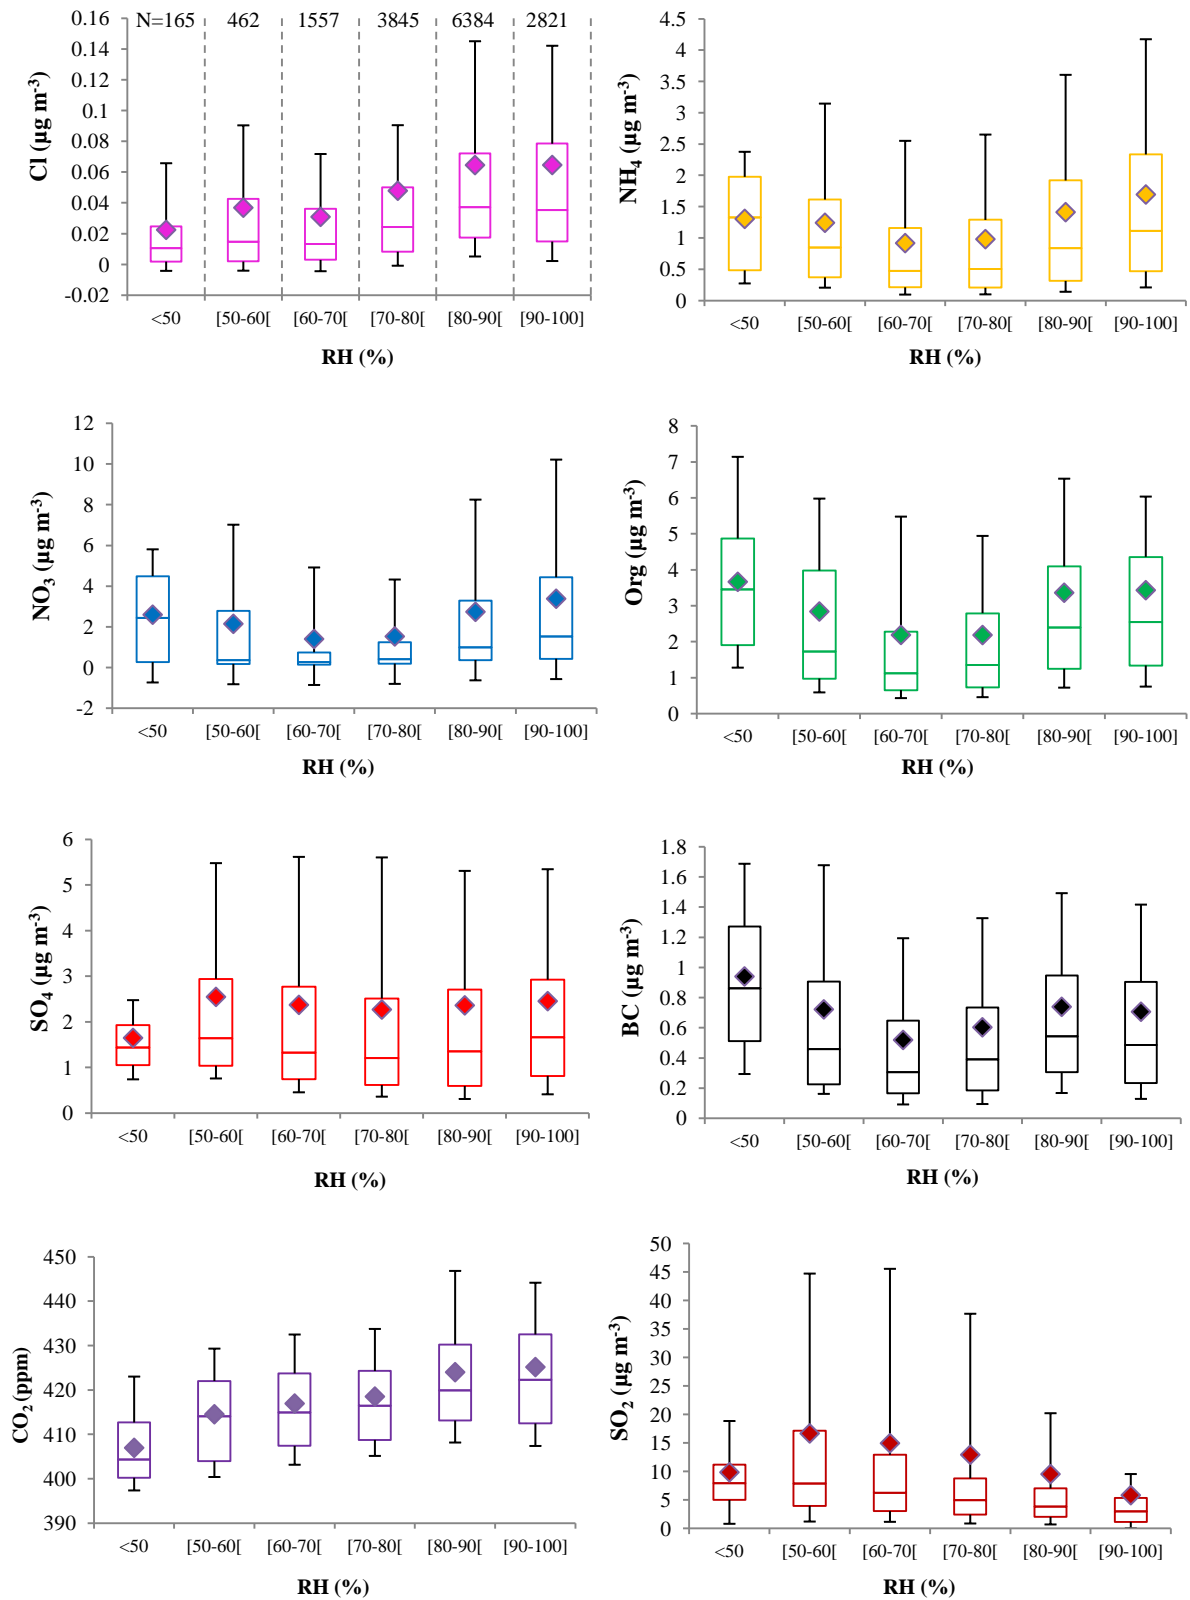 N=165 462 1557 3845 6384 2821
Cl (µg m-3)
0.16
0.14
0.12
0.1
0.08
0.06
0.04
0.02
0
-0.02
<50 [50-60[ [60-70[ [70-80[ [80-90[ [90-100]
RH (%)
NH4 (µg m-3)
4.5
4
3.5
3
2.5
2
1.5
1
0.5
0
<50 [50-60[ [60-70[ [70-80[ [80-90[ [90-100]
RH (%)
NO3 (µg m-3)
12
10
8
6
4
2
0
-2
<50 [50-60[ [60-70[ [70-80[ [80-90[ [90-100]
RH (%)
Org (µg m-3)
8
7
6
5
4
3
2
1
0
<50 [50-60[ [60-70[ [70-80[ [80-90[ [90-100]
RH (%)
SO4 (µg m-3)
6
5
4
3
2
1
0
<50 [50-60[ [60-70[ [70-80[ [80-90[ [90-100]
RH (%)
BC (µg m-3)
1.8
1.6
1.4
1.2
1
0.8
0.6
0.4
0.2
0
<50 [50-60[ [60-70[ [70-80[ [80-90[ [90-100]
RH (%)
CO2 (ppm)
450
440
430
420
410
400
390
<50 [50-60[ [60-70[ [70-80[ [80-90[ [90-100]
RH (%)
SO2 (µg m-3)
50
45
40
35
30
25
20
15
10
5
0
<50 [50-60[ [60-70[ [70-80[ [80-90[ [90-100]
RH (%)